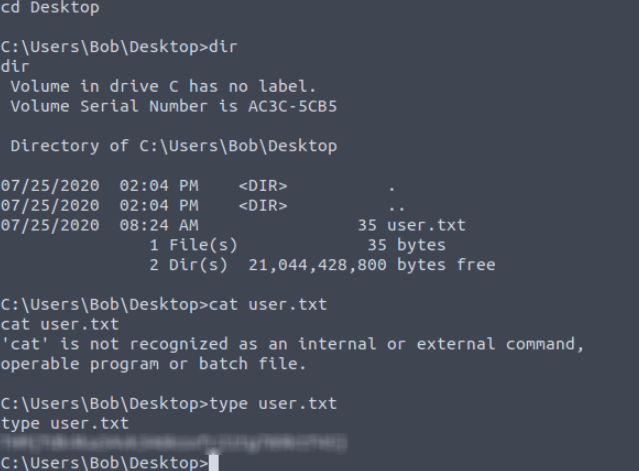 cd Desktop
C:\Users\Bob\Desktop>dir
dir
 Volume in drive C has no label.
 Volume Serial Number is AC3C-5CB5
 Directory of C:\Users\Bob\Desktop
07/25/2020  02:04 PM    <DIR>          .
07/25/2020  02:04 PM    <DIR>          ..
07/25/2020  08:24 AM                35 user.txt
               1 File(s)             35 bytes
               2 Dir(s)  21,044,428,800 bytes free
C:\Users\Bob\Desktop>cat user.txt
cat user.txt
'cat' is not recognized as an internal or external command,
operable program or batch file.
C:\Users\Bob\Desktop>type user.txt
type user.txt
C:\Users\Bob\Desktop>